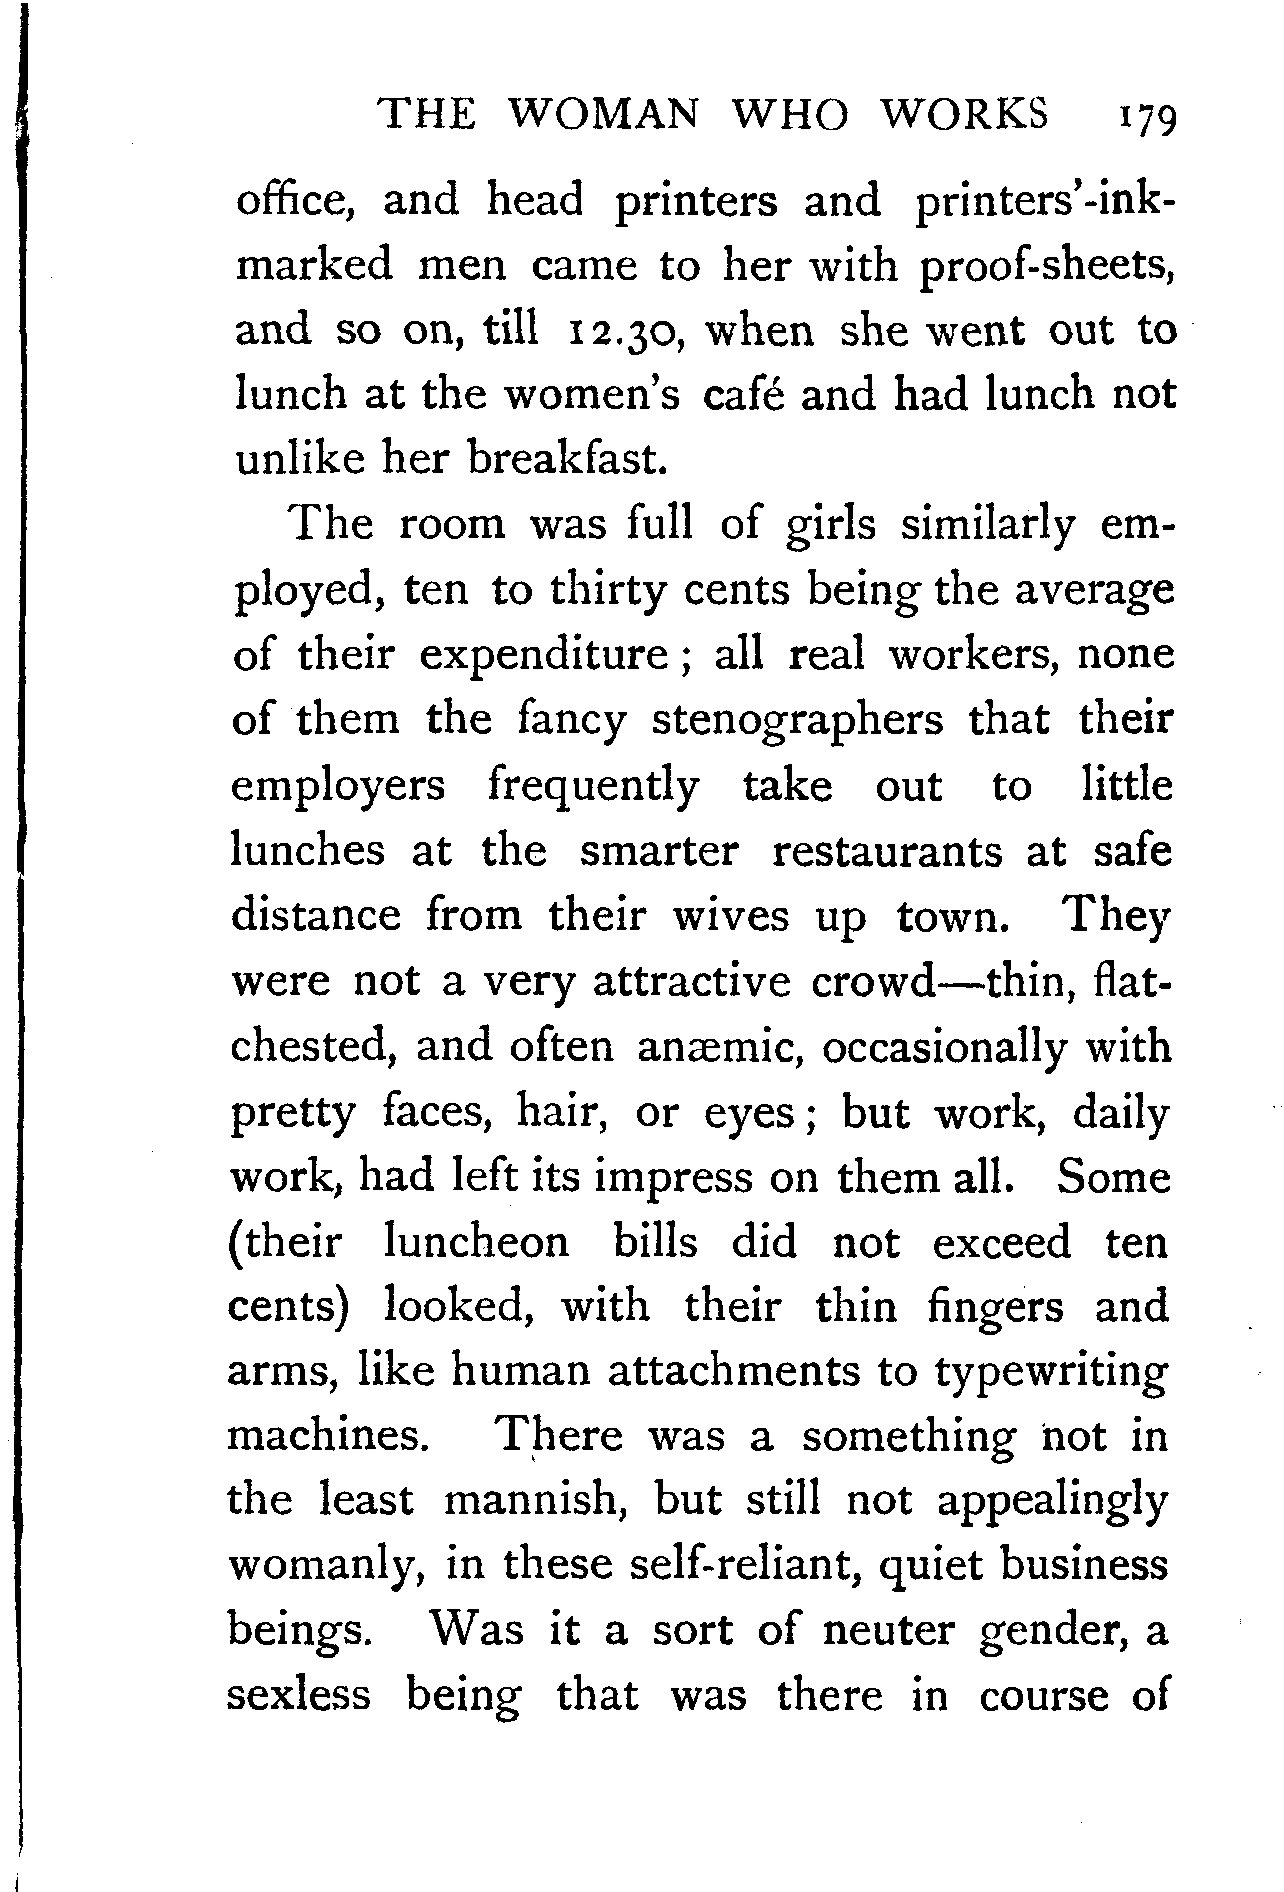 THE WOMAN WHO WORKS 179
office, and head printers and printers'-ink-
marked men came to her with proof-sheets,
and so on, till 12.30, when she went out to
lunch at the women's café and had lunch not
unlike her breakfast.
The room was full of girls similarly em-
ployed, ten to thirty cents being the average
of their expenditure; all real workers, none
of them the fancy stenographers that their
employers frequently take out to little
lunches at the smarter restaurants at safe
distance from their wives up town. They
were not a very attractive crowd—thin, flat-
chested, and often anæmic, occasionally with
pretty faces, hair, or eyes; but work, daily
work, had left its impress on them all. Some
(their luncheon bills did not exceed ten
cents) looked, with their thin fingers and
arms, like human attachments to typewriting
machines. There was a something not in
the least mannish, but still not appealingly
womanly, in these self-reliant, quiet business
beings. Was it a sort of neuter gender, a
sexless being that was there in course of